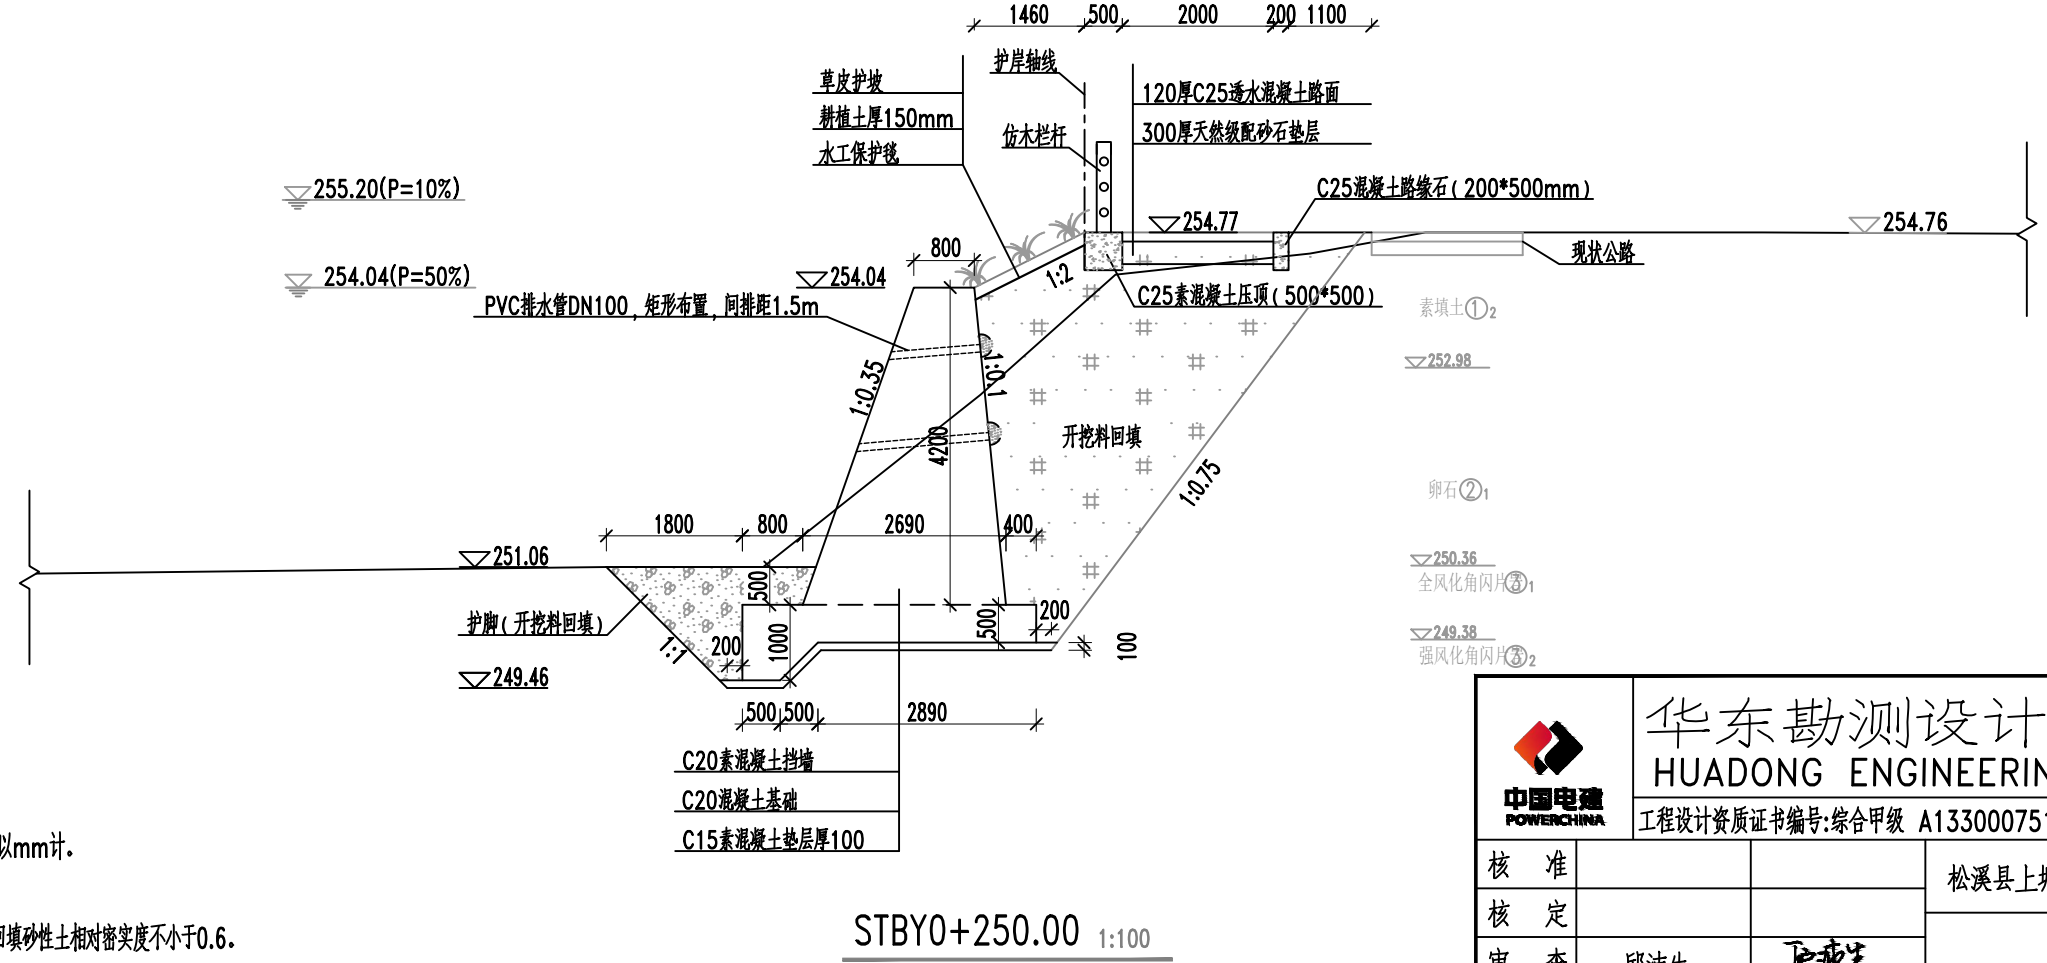 1460 500 2000 200 1100
护岸轴线
草皮护坡
耕植土厚150mm
水工保护毯
120厚C25透水混凝土路面
300厚天然级配砂石垫层
仿木栏杆
C25混凝土路缘石(200*500mm)
255.20(P=10%)
254.77
254.76
800
现状公路
254.04(P=50%)
254.04
1:2
C25素混凝土压顶(500*500)
PVC排水管DN100,矩形布置,间排距1.5m
素填土①2
252.98
1:0.35
1:0.1
4200
开挖料回填
1:0.75
卵石②1
1800 800 2690 400
251.06
250.36
全风化角闪片③1
500
护脚(开挖料回填)
200
1000
500
200
100
1:1
249.38
强风化角闪片③2
249.46
500 500 2890
C20素混凝土挡墙
C20混凝土基础
C15素混凝土垫层厚100
以mm计。
回填砂性土相对密实度不小于0.6。
STBY0+250.00 1:100
中国电建
POWERCHINA
华东勘测设计
HUADONG ENGINEERIN
工程设计资质证书编号:综合甲级 A13300075
核 准
核 定
审 查
松溪县上